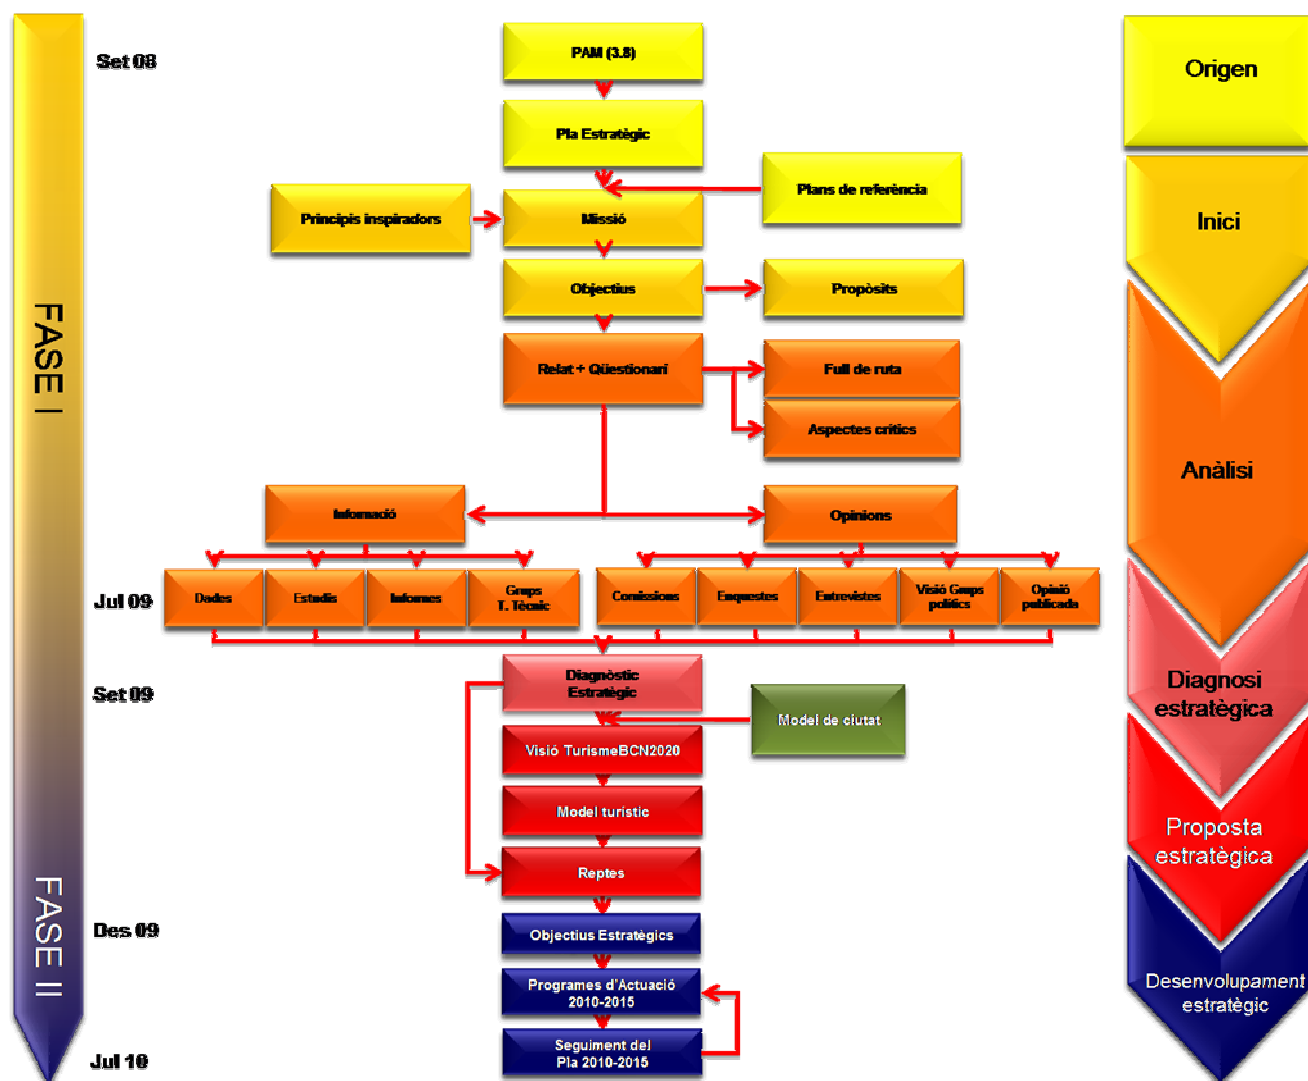 Set 08
PAM (3.8)
Origen
Pla Estratègic
Plans de referència
Principis inspiradors
Missió
Inici
Objectius
Propòsits
FASE I
Relat + Qüestionari
Full de ruta
Aspectes crítics
Anàlisi
Informació
Opinions
Jul 09
Dades
Estudis
Informes
Grups
T. Tècnic
Comissions
Enquestes
Entrevistes
Visió Grups
polítics
Opinió
publicada
Set 09
Diagnòstic
Estratègic
Model de ciutat
Diagnosi
estratègica
Visió TurismeBCN2020
Model turístic
Proposta
estratègica
Reptes
FASE II
Des 09
Objectius Estratègics
Programes d'Actuació
2010-2015
Desenvolupament
estratègic
Seguiment del
Pla 2010-2015
Jul 10